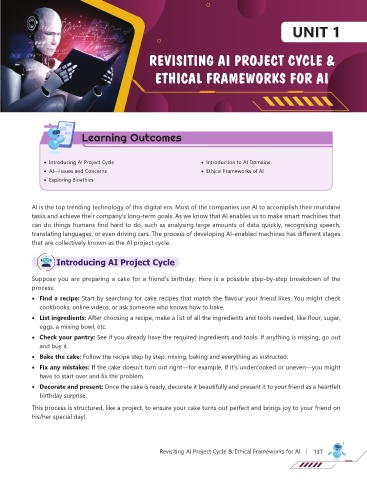 UNIT 1
REVISITING AI PROJECT CYCLE &
ETHICAL FRAMEWORKS FOR AI
Learning Outcomes
• Introducing AI Project Cycle
• Introduction to AI Domains
• AI—issues and Concerns
• Ethical Frameworks of AI
• Exploring Bioethics
AI is the top trending technology of this digital era. Most of the companies use AI to accomplish their mundane
tasks and achieve their company's long-term goals. As we know that AI enables us to make smart machines that
can do things humans find hard to do, such as analysing large amounts of data quickly, recognising speech,
translating languages, or even driving cars. The process of developing AI-enabled machines has different stages
that are collectively known as the AI project cycle.
Introducing AI Project Cycle
Suppose you are preparing a cake for a friend's birthday. Here is a possible step-by-step breakdown of the
process:
• Find a recipe: Start by searching for cake recipes that match the flavour your friend likes. You might check
cookbooks, online videos, or ask someone who knows how to bake.
• List ingredients: After choosing a recipe, make a list of all the ingredients and tools needed, like flour, sugar,
eggs, a mixing bowl, etc.
• Check your pantry: See if you already have the required ingredients and tools. If anything is missing, go out
and buy it.
• Bake the cake: Follow the recipe step by step, mixing, baking and everything as instructed.
• Fix any mistakes: If the cake doesn't turn out right—for example, if it's undercooked or uneven—you might
have to start over and fix the problem.
• Decorate and present: Once the cake is ready, decorate it beautifully and present it to your friend as a heartfelt
birthday surprise.
This process is structured, like a project, to ensure your cake turns out perfect and brings joy to your friend on
his/her special day!
Revisiting AI Project Cycle & Ethical Frameworks for AI | 137